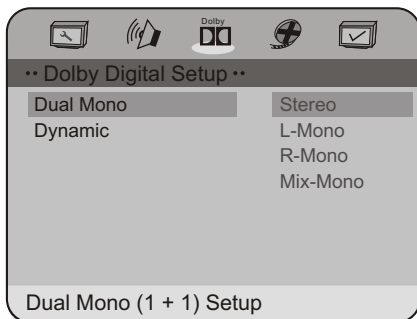 Dolby
•• Dolby Digital Setup ••
Dual Mono Stereo
Dynamic L-Mono
R-Mono
Mix-Mono
Dual Mono (1 + 1) Setup